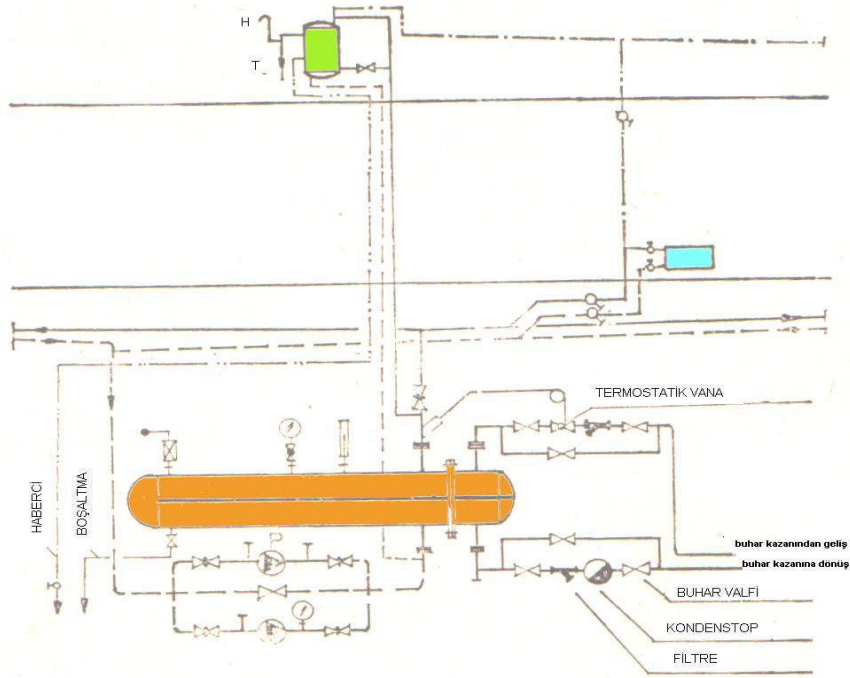 H
T
TERMOSTATİK VANA
HABERCİ
BOŞALTMA
buhar kazanından geliş
buhar kazanına dönüş
BUHAR VALFİ
KONDENSTOP
FİLTRE